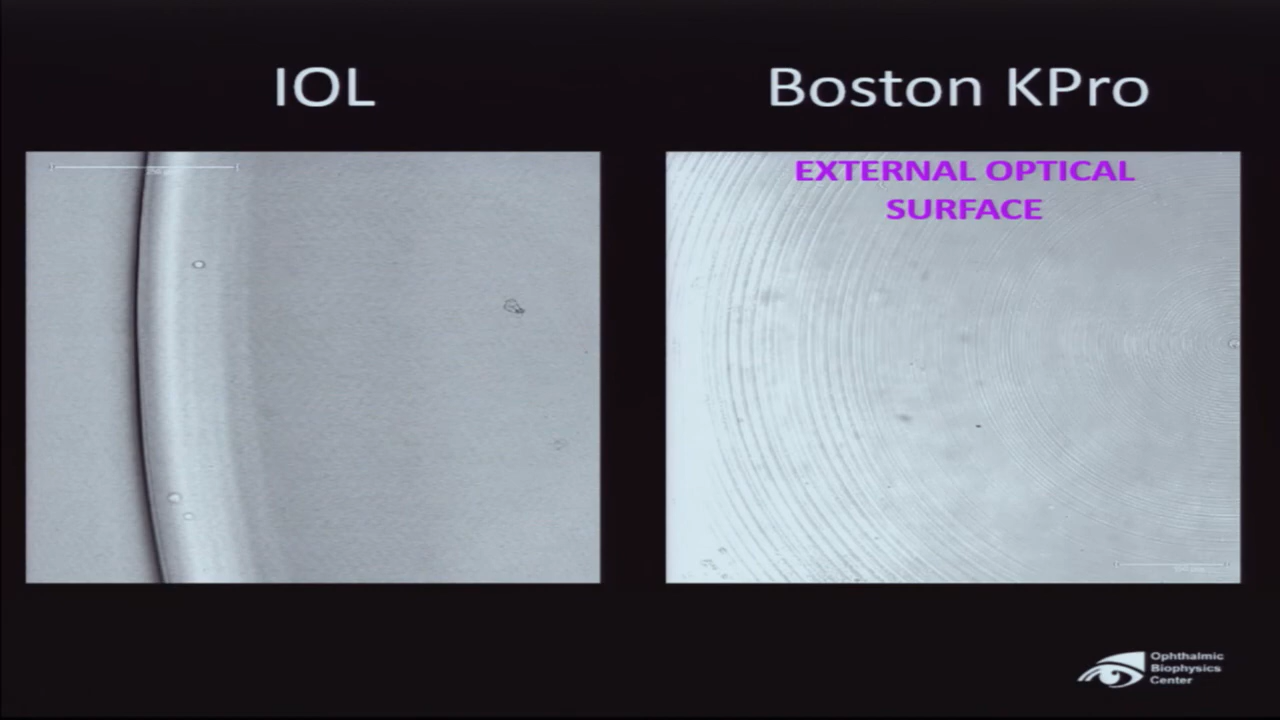 IOL
Boston KPro
EXTERNAL OPTICAL
SURFACE
Ophthalmic
Biophysics
Center